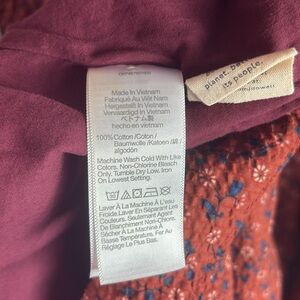 Made In Vietnam
Fabriqué Au Viêt Nam
Hergestellt In Vietnam
Vervaardigd in Vietnam
ベトナム製
hecho en vietnam
100%Cotton /Coton /
Baumwolle /Katoen /綿 /
algodón
Machine Wash Cold With Like
Colors. Non-Chlorine Bleach
Only. Tumble Dry Low. Iron
On Lowest Setting.
Laver À La Machine À L'eau
Froide.Laver En Séparant Les
Couleurs. Seulement Agent
De Blanchiment Non-Chloré.
Sécher À La Machine À
Basse Température. Fer Au
Réglage Le Plus Bas.
planet,
its people,